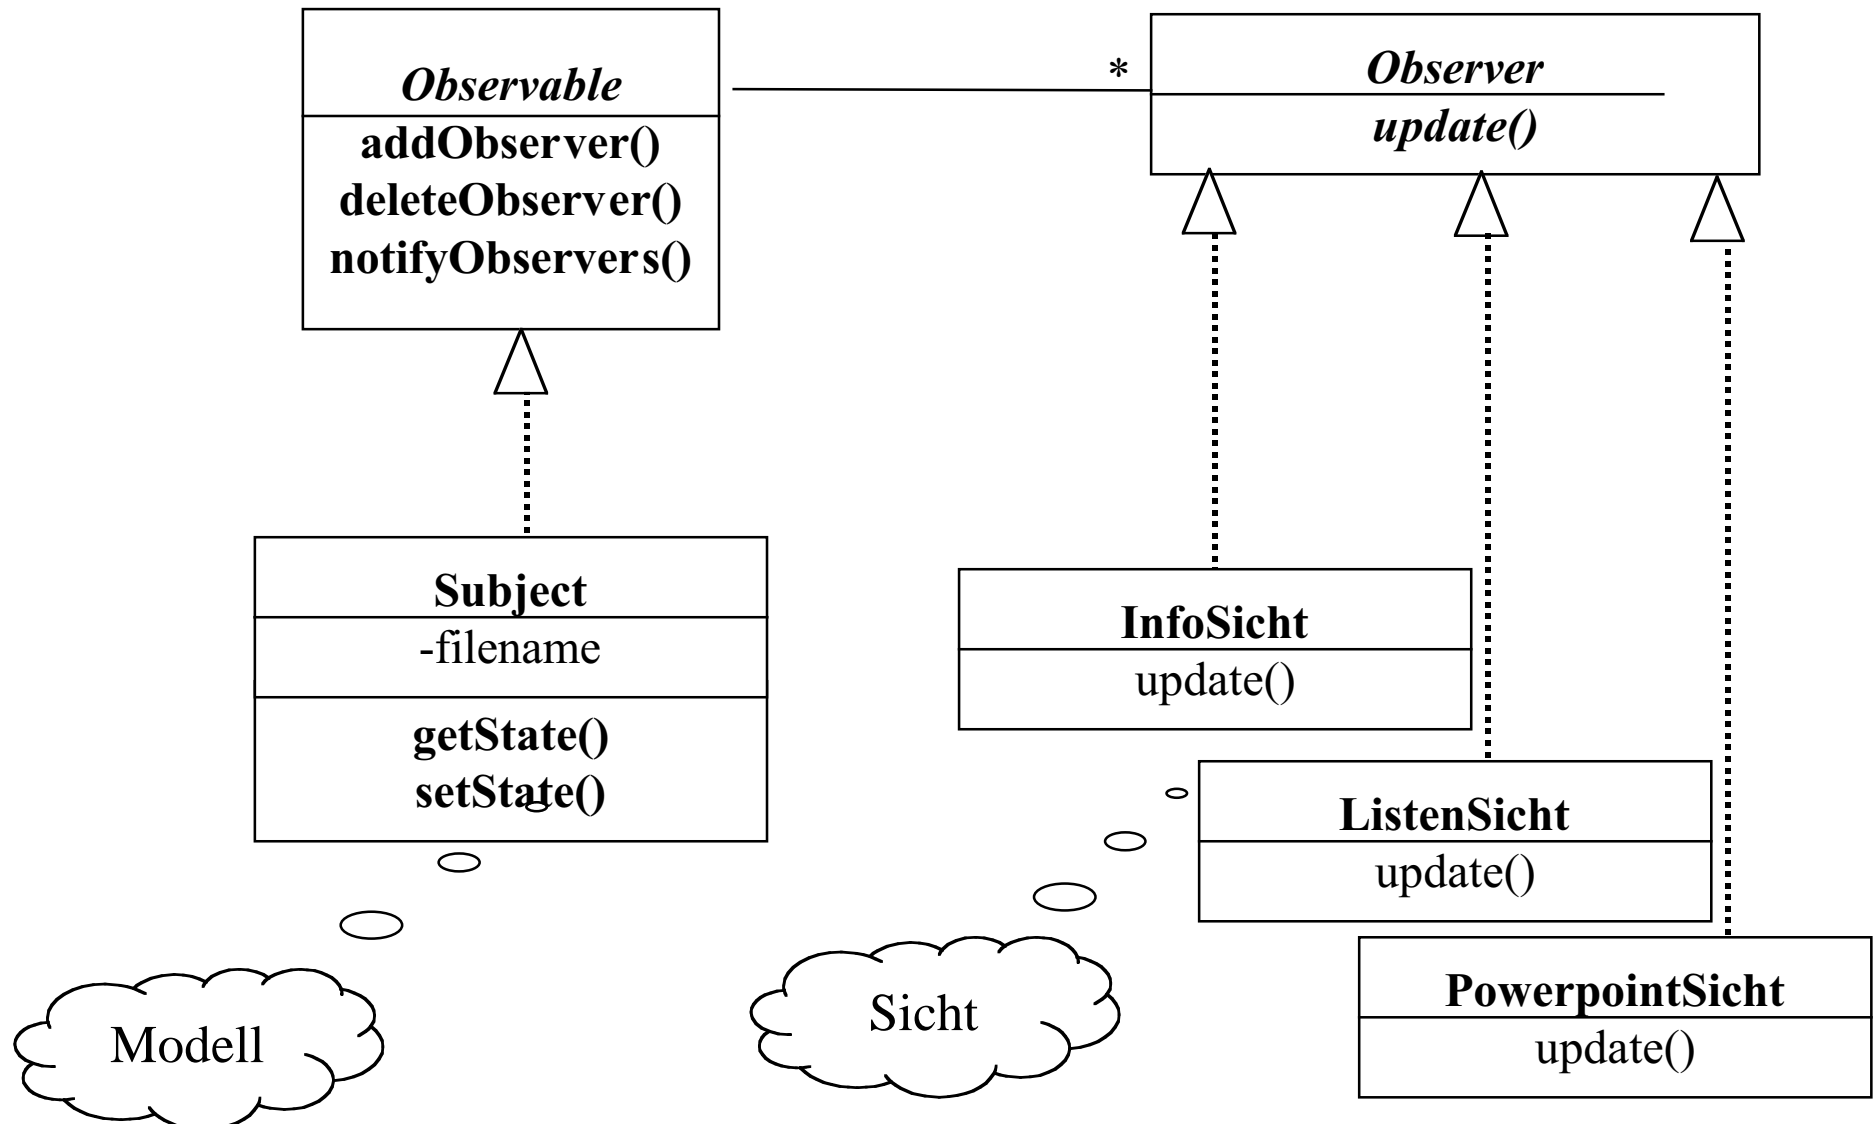 Observable
addObserver()
deleteObserver()
notifyObservers()
*
Observer
update()
Subject
-filename
getState()
setState()
InfoSicht
update()
ListenSicht
update()
PowerpointSicht
update()
Modell
Sicht